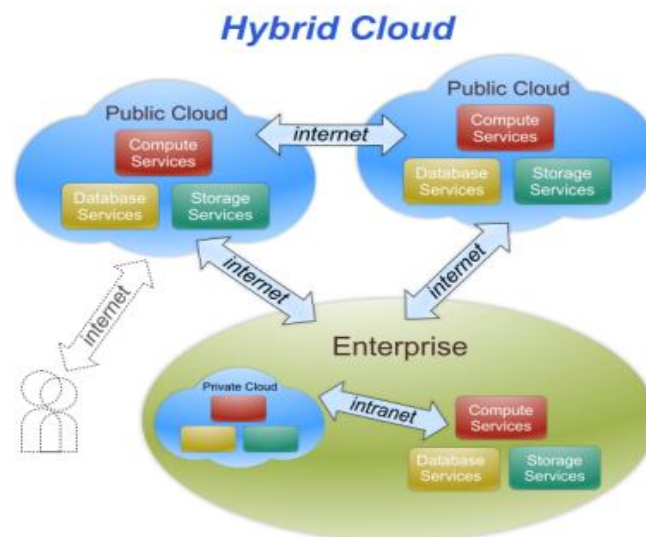 Hybrid Cloud
Public Cloud
Compute
Services
Database
Services
Storage
Services
internet
Public Cloud
Compute
Services
Database
Services
Storage
Services
internet
internet
internet
Enterprise
Private Cloud
intranet
Compute
Services
Database
Services
Storage
Services